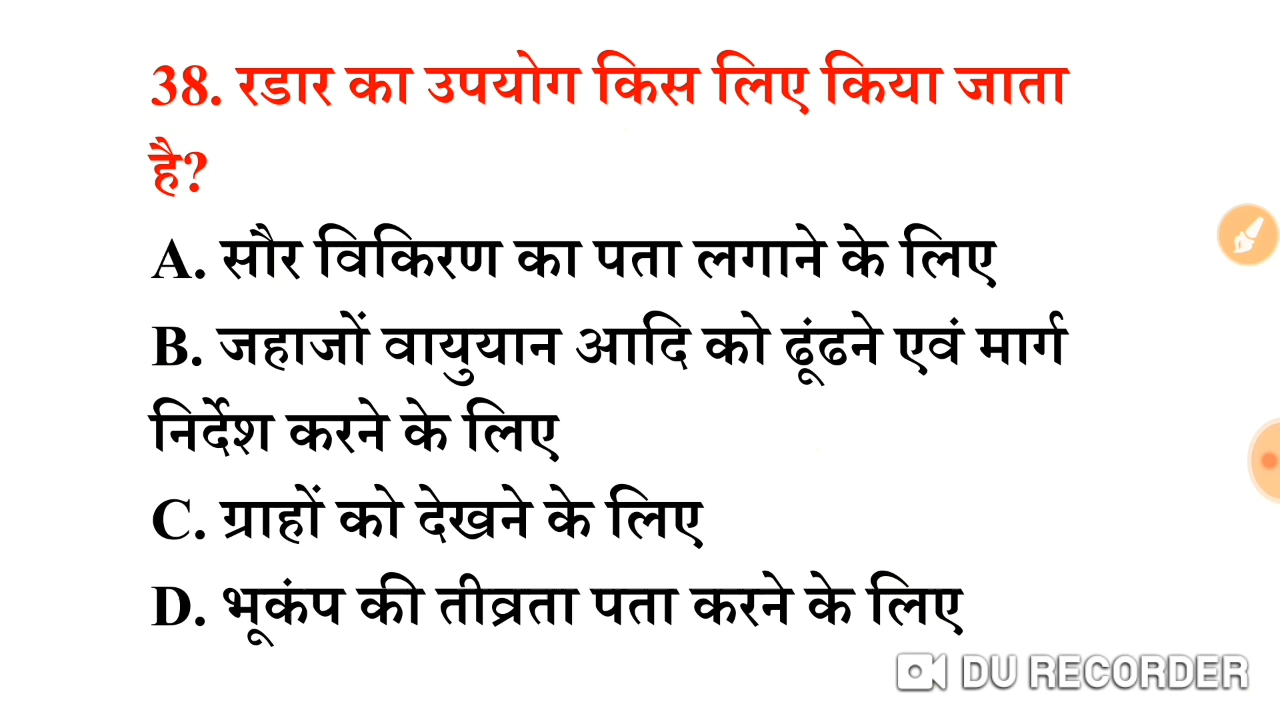 38. रडार का उपयोग किस लिए किया जाता
है?
A. सौर विकिरण का पता लगाने के लिए
B. जहाजों वायुयान आदि को ढूंढने एवं मार्ग
निर्देश करने के लिए
C. ग्राहों को देखने के लिए
D. भूकंप की तीव्रता पता करने के लिए
DU RECORDER